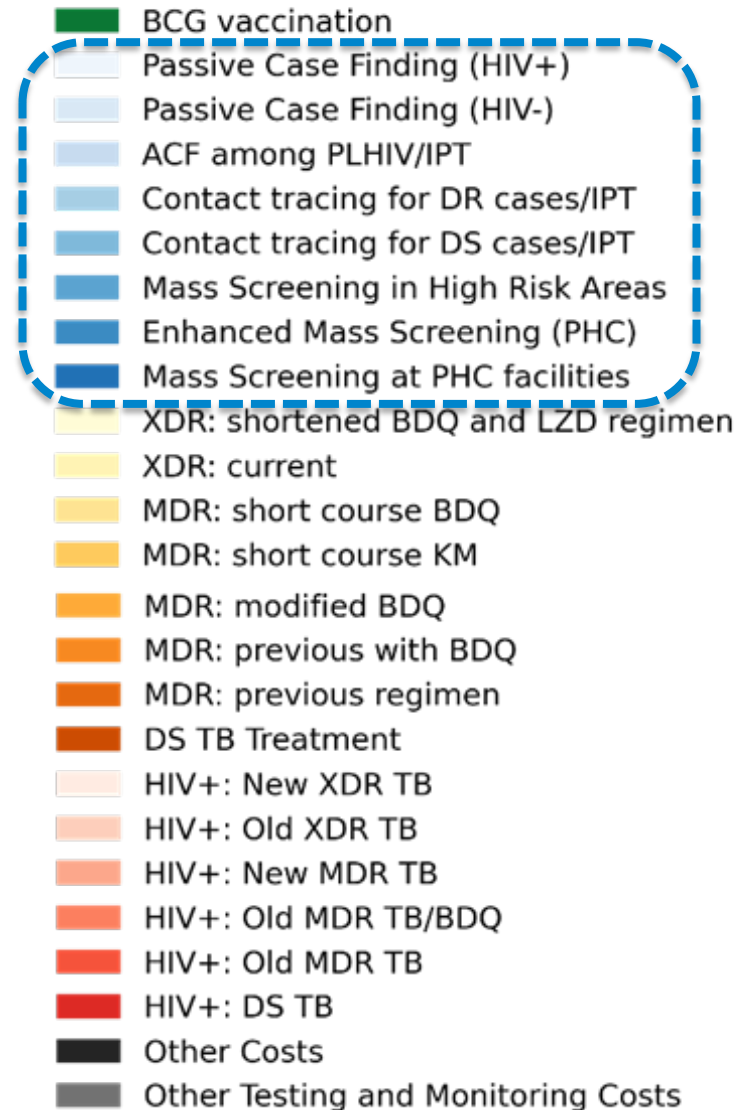 BCG vaccination
Passive Case Finding (HIV+)
Passive Case Finding (HIV-)
ACF among PLHIV/IPT
Contact tracing for DR cases/IPT
Contact tracing for DS cases/IPT
Mass Screening in High Risk Areas
Enhanced Mass Screening (PHC)
Mass Screening at PHC facilities
XDR: shortened BDQ and LZD regimen
XDR: current
MDR: short course BDQ
MDR: short course KM
MDR: modified BDQ
MDR: previous with BDQ
MDR: previous regimen
DS TB Treatment
HIV+: New XDR TB
HIV+: Old XDR TB
HIV+: New MDR TB
HIV+: Old MDR TB/BDQ
HIV+: Old MDR TB
HIV+: DS TB
Other Costs
Other Testing and Monitoring Costs